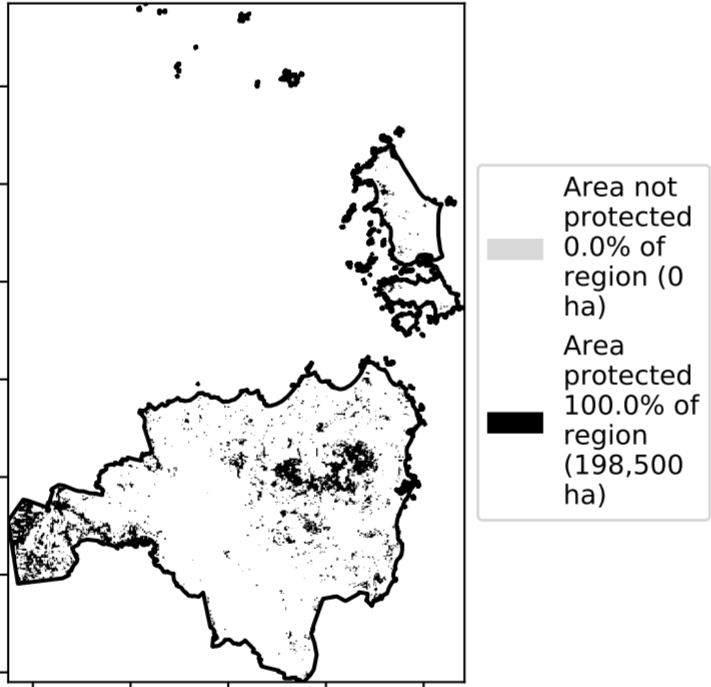 Area not
protected
0.0% of
region (0
ha)
Area
protected
100.0% of
region
(198,500
ha)